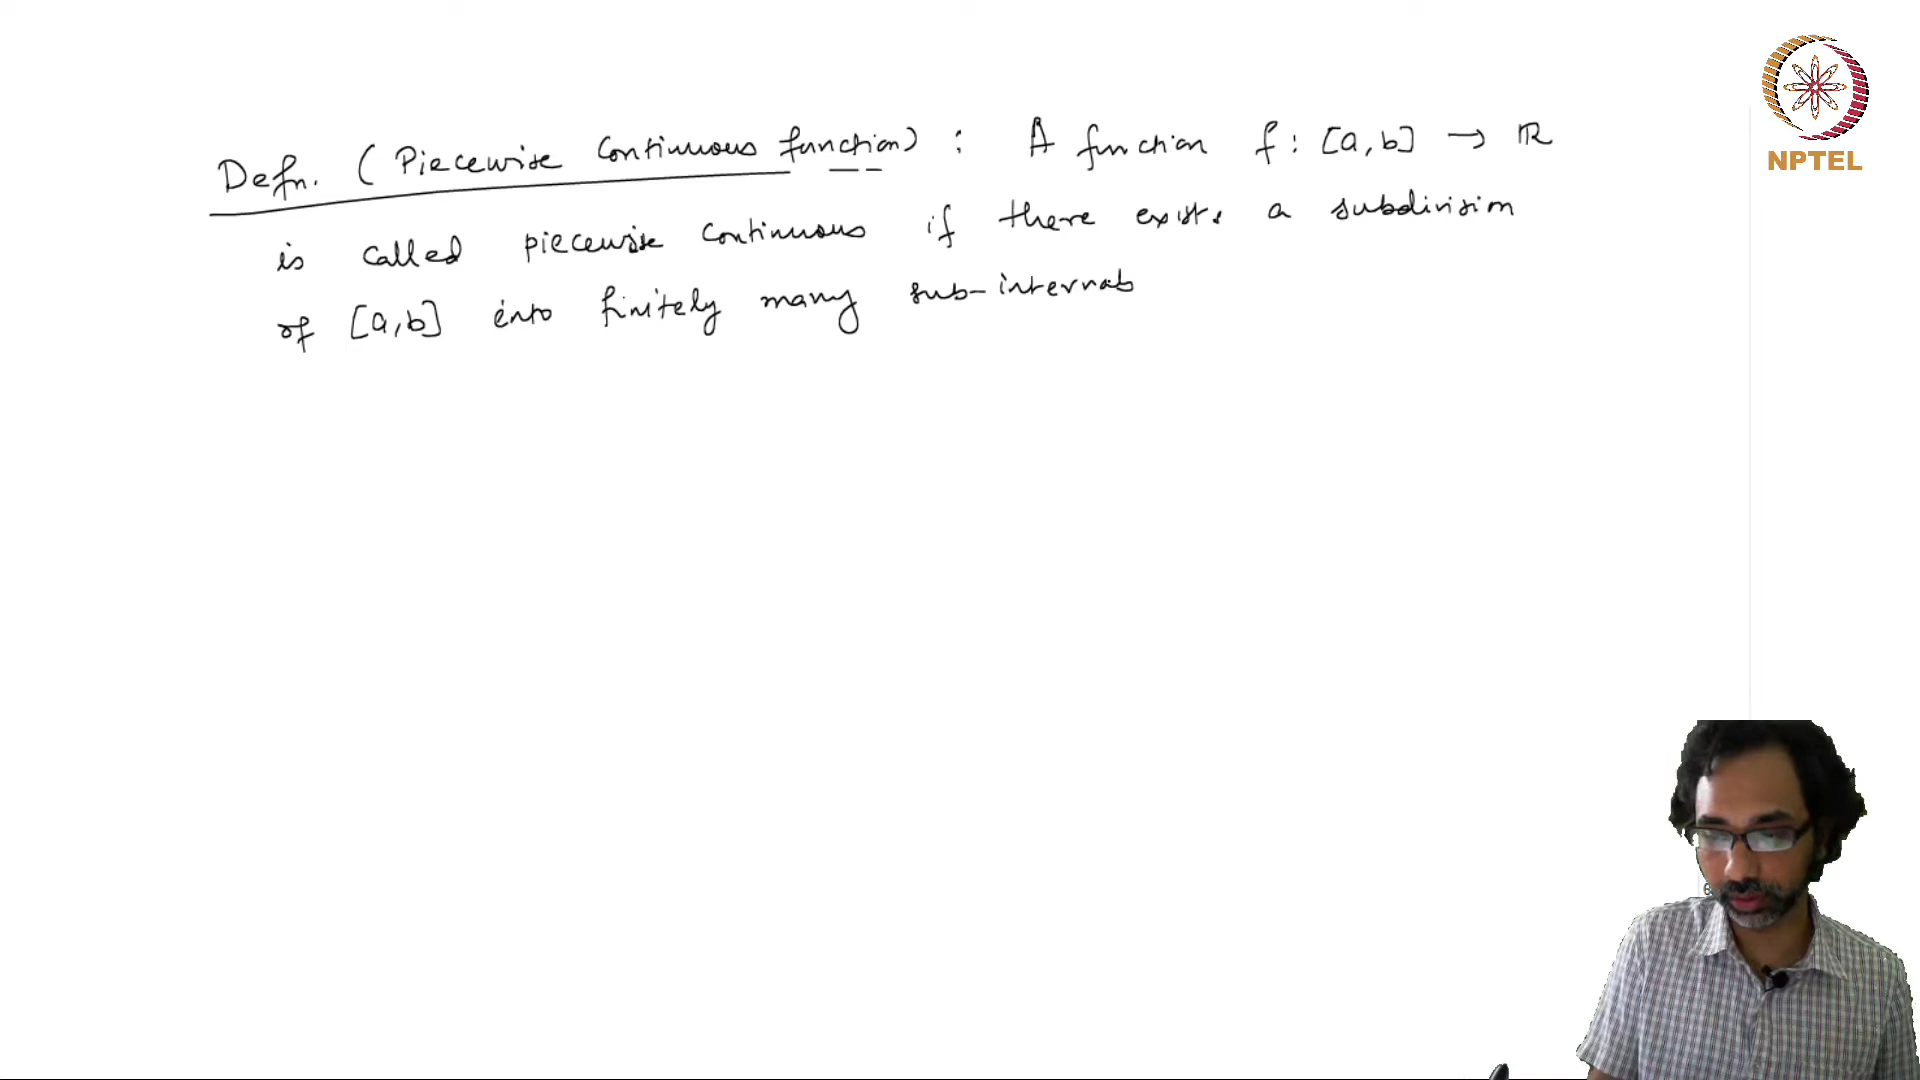 Defn. (Piecewise Continuous function) : A function f : [a,b] → ℝ
is called piecewise continuous if there exists a subdivision
of [a,b] into finitely many sub-intervals
NPTEL
6